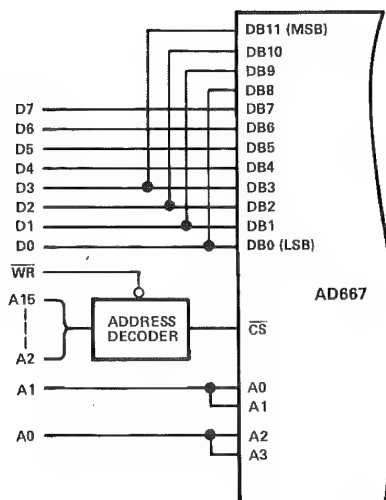 DB11 (MSB)
DB10
DB9
DB8
D7 DB7
D6 DB6
D5 DB5
D4 DB4
D3 DB3
D2 DB2
D1 DB1
D0 DB0 (LSB)
WR
AD667
A15
ADDRESS
DECODER
CS
A2
A1 A0
A1
A0 A2
A3